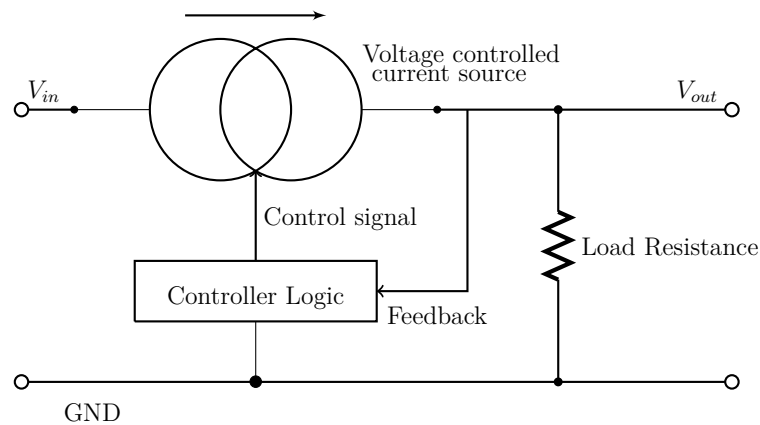 Voltage controlled
current source
V_in
V_out
Control signal
Load Resistance
Controller Logic
Feedback
GND